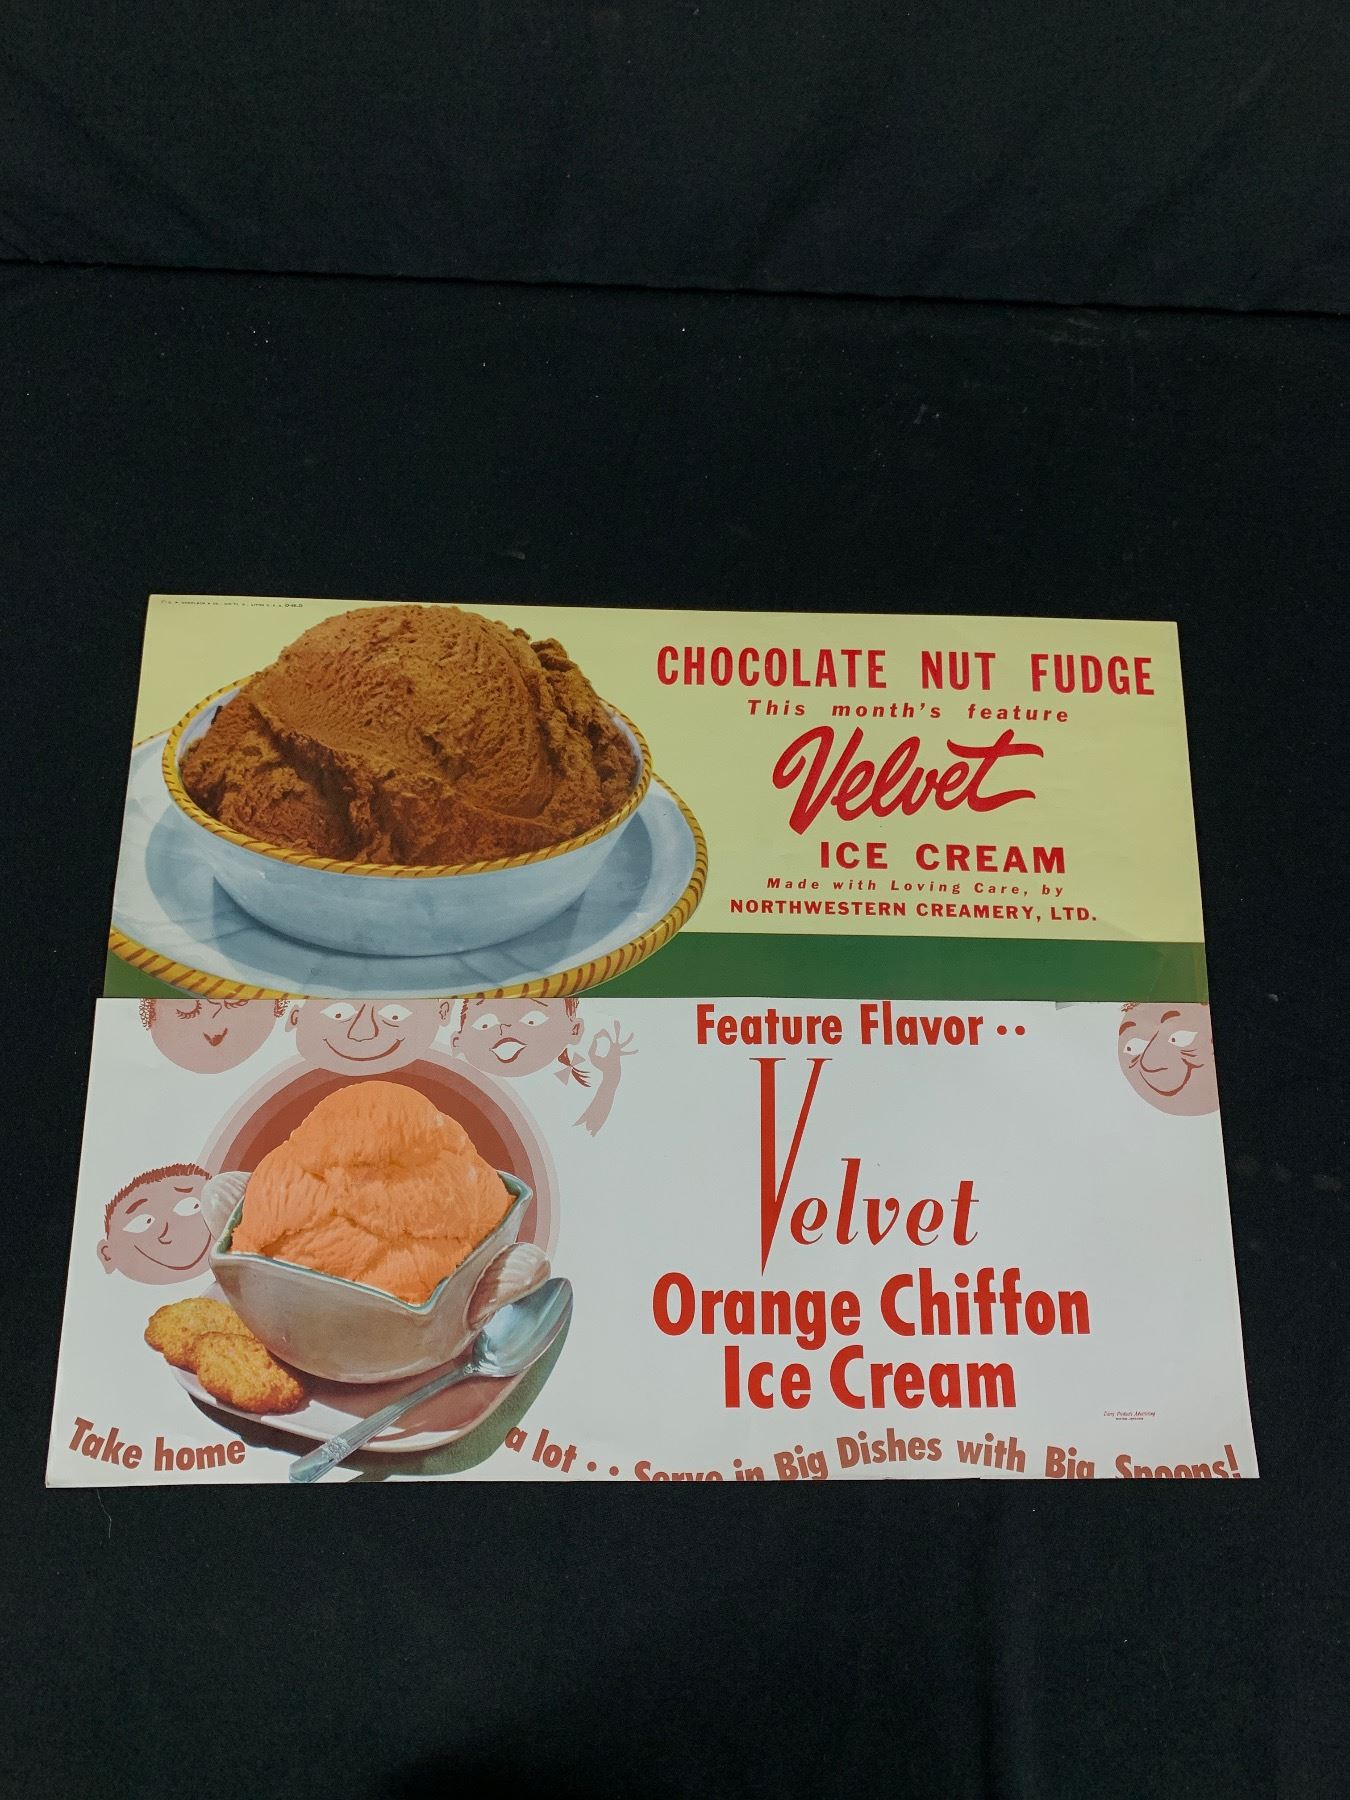 CHOCOLATE NUT FUDGE
This month's feature
Velvet
ICE CREAM
Made with Loving Care, by
NORTHWESTERN CREAMERY, LTD.
Feature Flavor ..
Velvet
Orange Chiffon
Ice Cream
Take home a lot . . Serve in Big Dishes with Big Spoons!